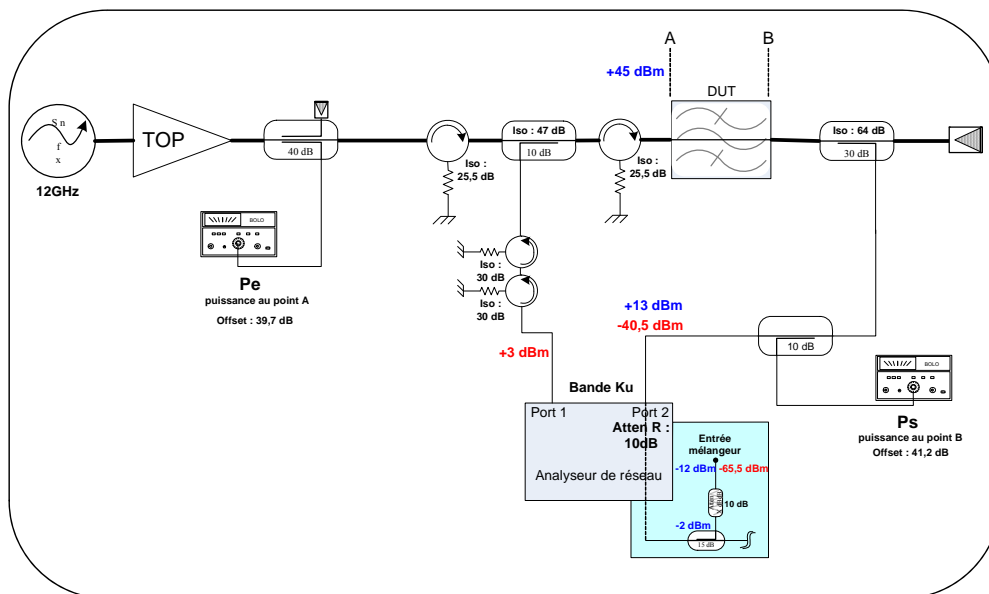 A
B
+45 dBm
DUT
S n
f
x
12GHz
TOP
40 dB
Iso :
25,5 dB
Iso : 47 dB
10 dB
Iso :
25,5 dB
Iso : 64 dB
30 dB
BOLO
Pe
puissance au point A
Offset : 39,7 dB
Iso :
30 dB
Iso :
30 dB
+3 dBm
+13 dBm
-40,5 dBm
10 dB
BOLO
Ps
puissance au point B
Offset : 41,2 dB
Bande Ku
Port 1
Port 2
Atten R :
10dB
Analyseur de réseau
Entrée
mélangeur
-12 dBm -65,5 dBm
10 dB
-2 dBm
15 dB